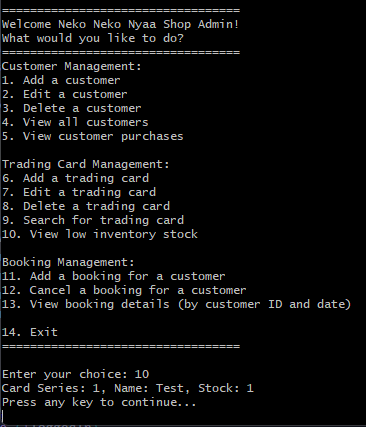 ==================================
Welcome Neko Neko Nyaa Shop Admin!
What would you like to do?
==================================
Customer Management:
1. Add a customer
2. Edit a customer
3. Delete a customer
4. View all customers
5. View customer purchases

Trading Card Management:
6. Add a trading card
7. Edit a trading card
8. Delete a trading card
9. Search for trading card
10. View low inventory stock

Booking Management:
11. Add a booking for a customer
12. Cancel a booking for a customer
13. View booking details (by customer ID and date)

14. Exit
==================================

Enter your choice: 10
Card Series: 1, Name: Test, Stock: 1
Press any key to continue...